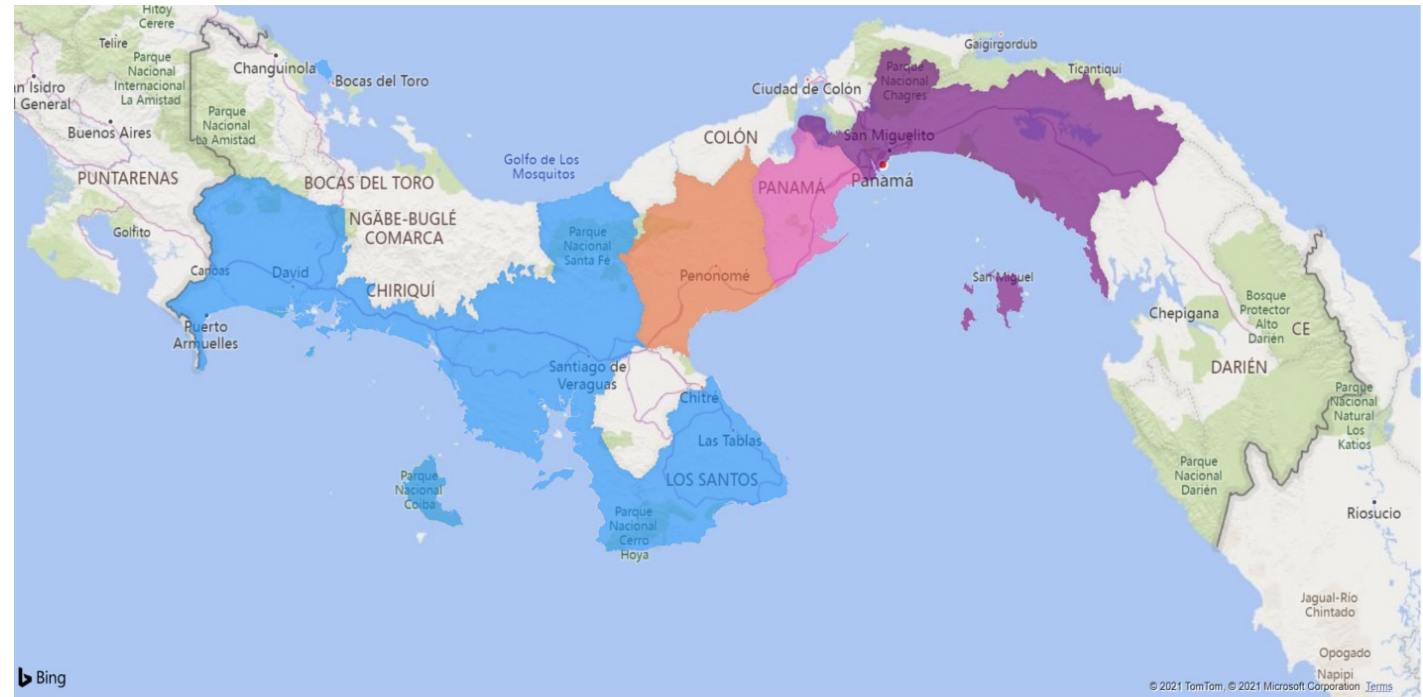 Hitoy
Cerere
Telire
Parque
Nacional
Internacional
La Amistad
Changuinola
Bocas del Toro
n Isidro
l General
Buenos Aires
Parque
Nacional
La Amistad
PUNTARENAS
BOCAS DEL TORO
Golfo de Los
Mosquitos
Golfito
NGÄBE-BUGLÉ
COMARCA
Canoas
David
CHIRIQUÍ
Puerto
Armuelles
Parque
Nacional
Santa Fé
Gaigirgordub
Ticantiquí
Parque
Nacional
Chagres
Ciudad de Colón
COLÓN
San Miguelito
PANAMÁ
Panamá
Penonomé
San Miguel
Santiago de
Veraguas
Chitré
Las Tablas
LOS SANTOS
Parque
Nacional
Coiba
Parque
Nacional
Cerro
Hoya
Chepigana
Bosque
Protector
Alto
Darién
CE
DARIÉN
Parque
Nacional
Natural
Los
Katios
Parque
Nacional
Darién
Riosucio
Jagual-Río
Chintado
Opogado
Napipi
Bing
© 2021 TomTom, © 2021 Microsoft Corporation Terms